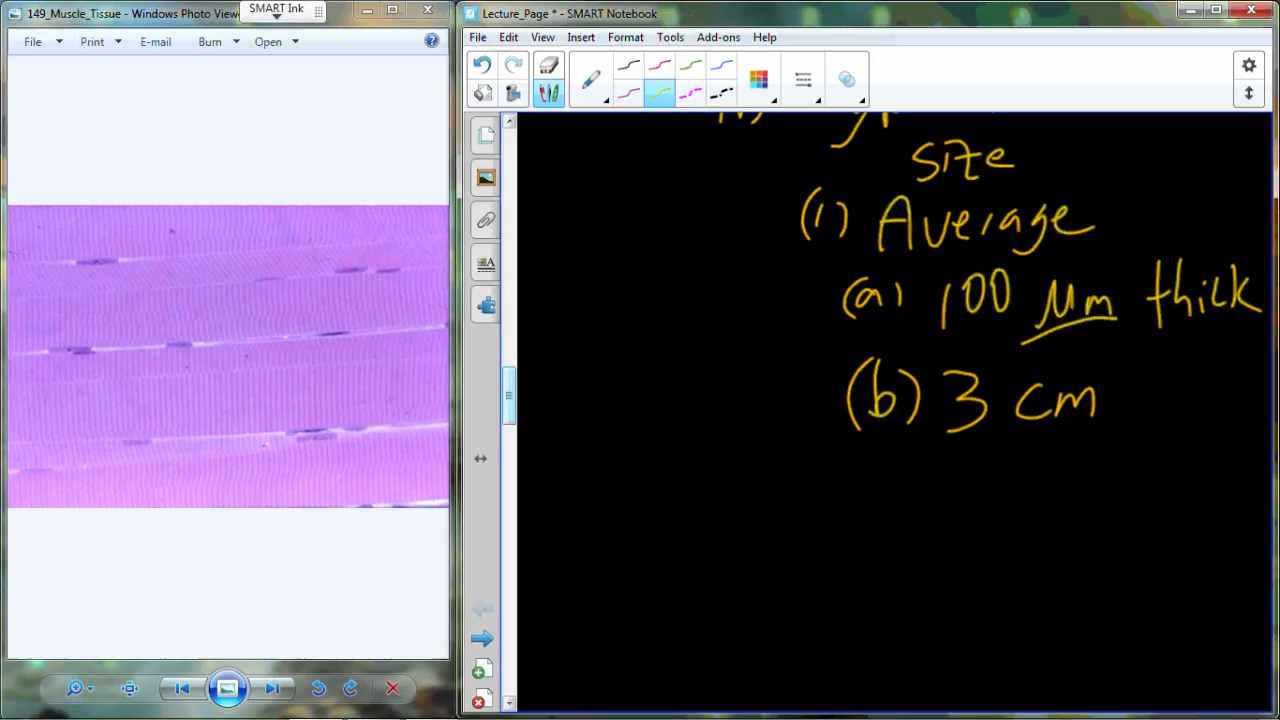 149_Muscle_Tissue - Windows Photo View
SMART Ink
File Print E-mail Burn Open
Lecture_Page * - SMART Notebook
File Edit View Insert Format Tools Add-ons Help
size
(1) Average
(a) 100 µm thick
(b) 3 cm